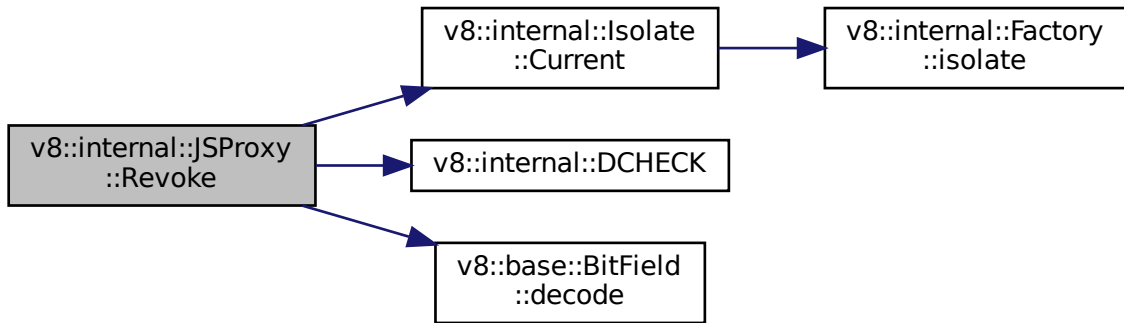 v8::internal::Isolate
::Current
v8::internal::Factory
::isolate
v8::internal::JSProxy
::Revoke
v8::internal::DCHECK
v8::base::BitField
::decode